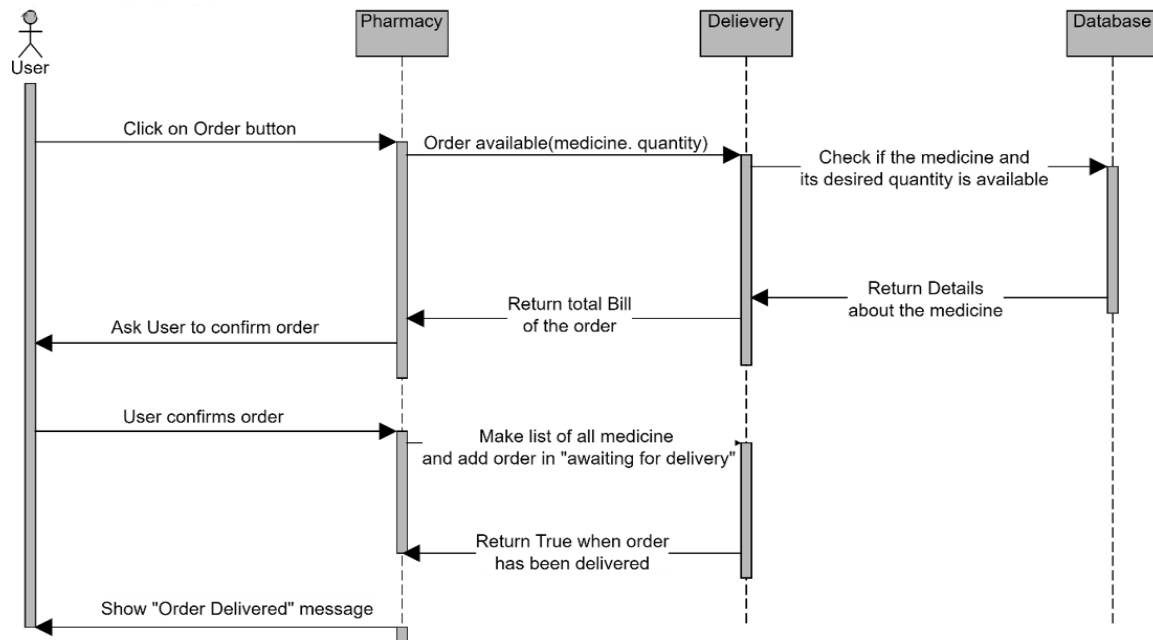 Pharmacy
Delievery
Database
User
Click on Order button
Order available(medicine. quantity)
Check if the medicine and
its desired quantity is available
Return Details
about the medicine
Return total Bill
of the order
Ask User to confirm order
User confirms order
Make list of all medicine
and add order in "awaiting for delivery"
Return True when order
has been delivered
Show "Order Delivered" message